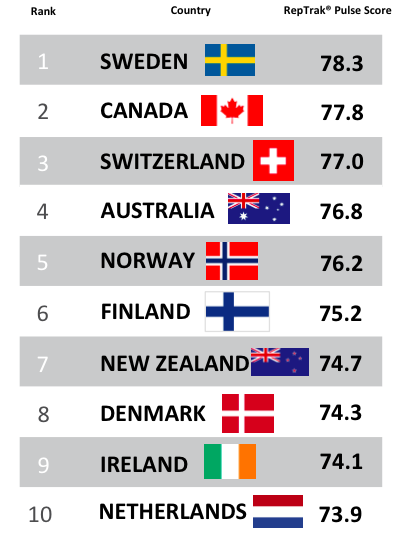 Rank Country RepTrak® Pulse Score
1 SWEDEN 78.3
2 CANADA 77.8
3 SWITZERLAND 77.0
4 AUSTRALIA 76.8
5 NORWAY 76.2
6 FINLAND 75.2
7 NEW ZEALAND 74.7
8 DENMARK 74.3
9 IRELAND 74.1
10 NETHERLANDS 73.9